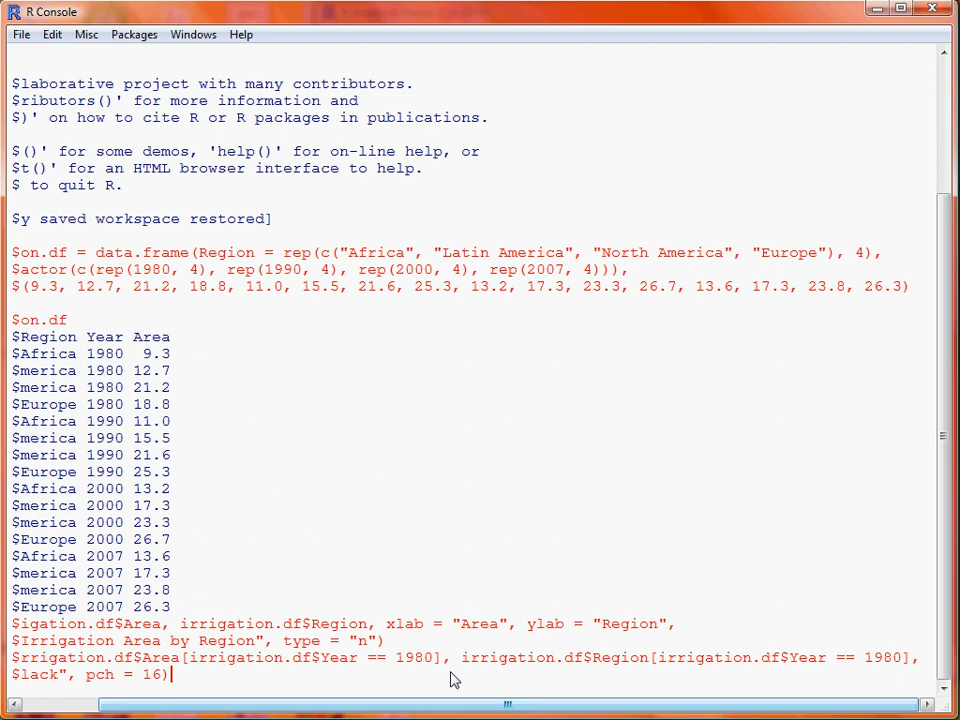 R Console
File Edit Misc Packages Windows Help
$laborative project with many contributors.
$ributors()' for more information and
$)' on how to cite R or R packages in publications.
$()' for some demos, 'help()' for on-line help, or
$t()' for an HTML browser interface to help.
$ to quit R.
$y saved workspace restored]
$on.df = data.frame(Region = rep(c("Africa", "Latin America", "North America", "Europe"), 4),
$actor(c(rep(1980, 4), rep(1990, 4), rep(2000, 4), rep(2007, 4))),
$(9.3, 12.7, 21.2, 18.8, 11.0, 15.5, 21.6, 25.3, 13.2, 17.3, 23.3, 26.7, 13.6, 17.3, 23.8, 26.3)
$on.df
$Region Year Area
$Africa 1980  9.3
$merica 1980 12.7
$merica 1980 21.2
$Europe 1980 18.8
$Africa 1990 11.0
$merica 1990 15.5
$merica 1990 21.6
$Europe 1990 25.3
$Africa 2000 13.2
$merica 2000 17.3
$merica 2000 23.3
$Europe 2000 26.7
$Africa 2007 13.6
$merica 2007 17.3
$merica 2007 23.8
$Europe 2007 26.3
$igation.df$Area, irrigation.df$Region, xlab = "Area", ylab = "Region",
$Irrigation Area by Region", type = "n")
$rrigation.df$Area[irrigation.df$Year == 1980], irrigation.df$Region[irrigation.df$Year == 1980],
$lack", pch = 16)